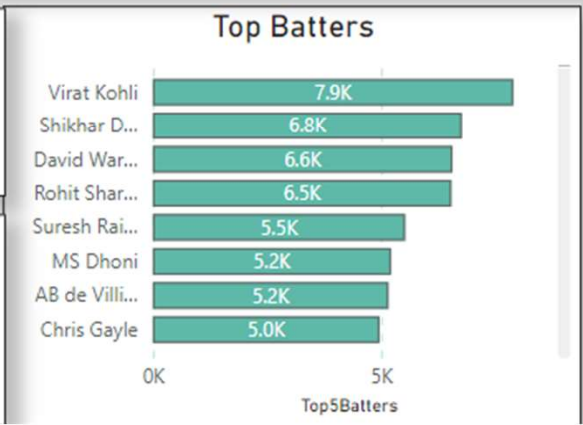 Top Batters
Virat Kohli 7.9K
Shikhar D... 6.8K
David War... 6.6K
Rohit Shar... 6.5K
Suresh Rai... 5.5K
MS Dhoni 5.2K
AB de Villi... 5.2K
Chris Gayle 5.0K
0K 5K
Top5Batters